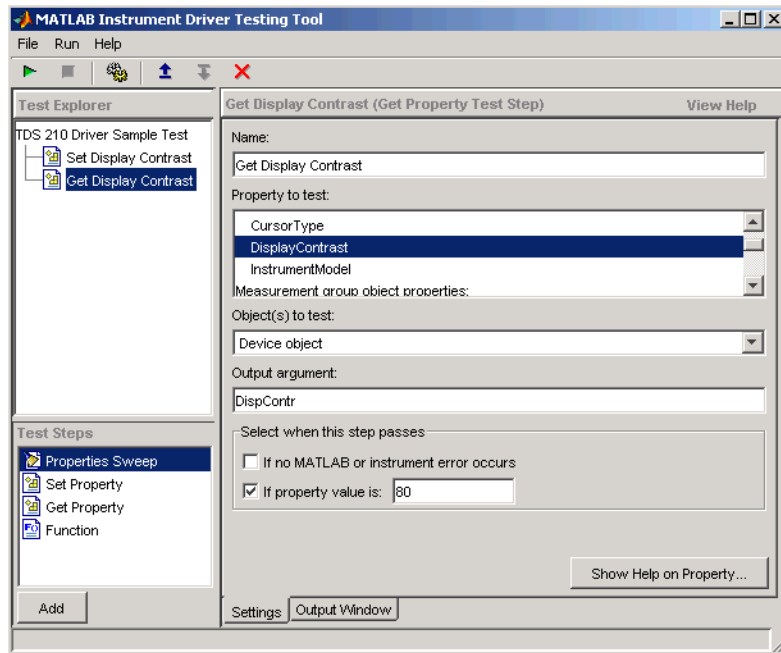 MATLAB Instrument Driver Testing Tool
File Run Help
Test Explorer
TDS 210 Driver Sample Test
Set Display Contrast
Get Display Contrast
Test Steps
Properties Sweep
Set Property
Get Property
Function
Add
Get Display Contrast (Get Property Test Step) View Help
Name:
Get Display Contrast
Property to test:
CursorType
DisplayContrast
InstrumentModel
Measurement group object properties:
Object(s) to test:
Device object
Output argument:
DispContr
Select when this step passes
If no MATLAB or instrument error occurs
If property value is: 80
Show Help on Property...
Settings Output Window